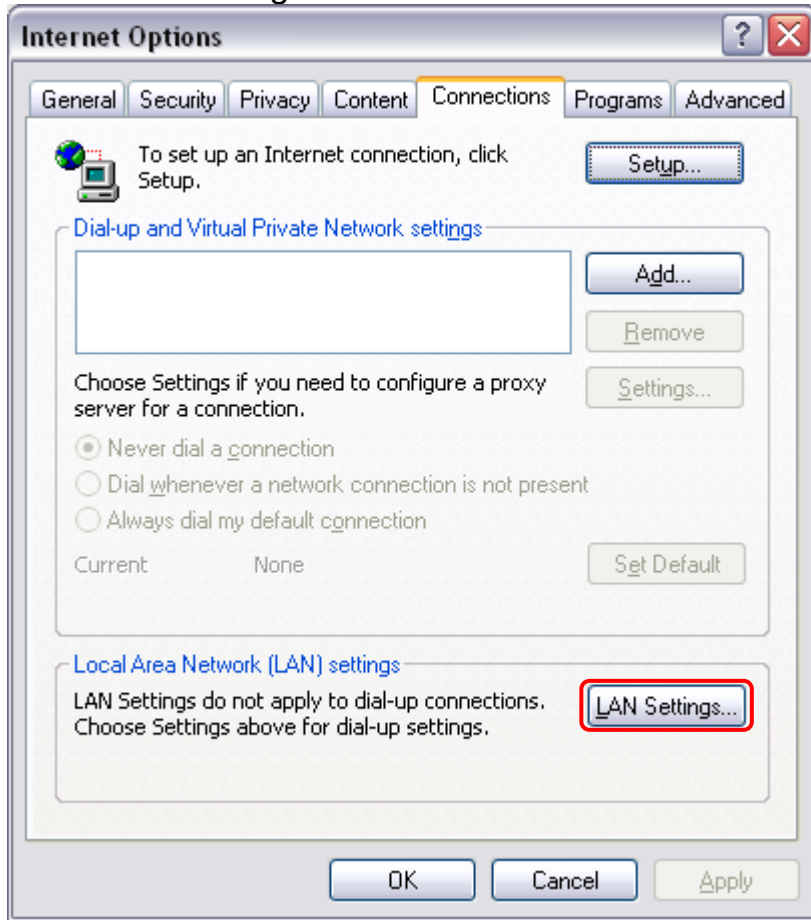 Internet Options
General Security Privacy Content Connections Programs Advanced
To set up an Internet connection, click
Setup.
Setup...
Dial-up and Virtual Private Network settings
Add...
Remove
Choose Settings if you need to configure a proxy
server for a connection.
Settings...
Never dial a connection
Dial whenever a network connection is not present
Always dial my default connection
Current None
Set Default
Local Area Network (LAN) settings
LAN Settings do not apply to dial-up connections.
Choose Settings above for dial-up settings.
LAN Settings...
OK Cancel Apply